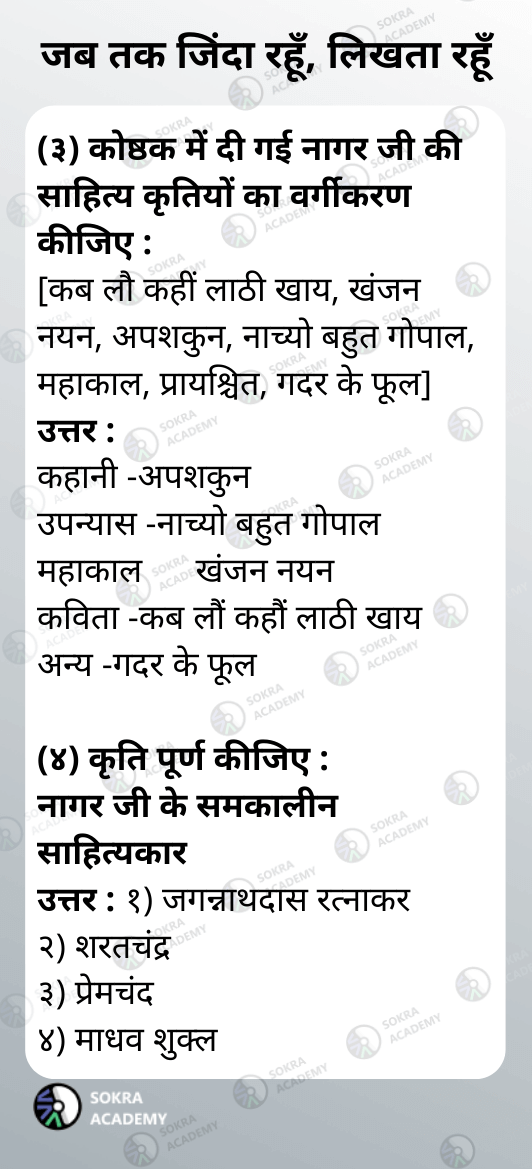 जब तक जिंदा रहूँ, लिखता रहूँ
(३) कोष्ठक में दी गई नागर जी की
साहित्य कृतियों का वर्गीकरण
कीजिए :
[कब लौ कहीं लाठी खाय, खंजन
नयन, अपशकुन, नाच्यो बहुत गोपाल,
महाकाल, प्रायश्चित, गदर के फूल]
उत्तर :
कहानी -अपशकुन
उपन्यास -नाच्यो बहुत गोपाल
महाकाल खंजन नयन
कविता -कब लौं कहौं लाठी खाय
अन्य -गदर के फूल
(४) कृति पूर्ण कीजिए :
नागर जी के समकालीन
साहित्यकार
उत्तर : १) जगन्नाथदास रत्नाकर
२) शरतचंद्र
३) प्रेमचंद
४) माधव शुक्ल
SOKRA
ACADEMY